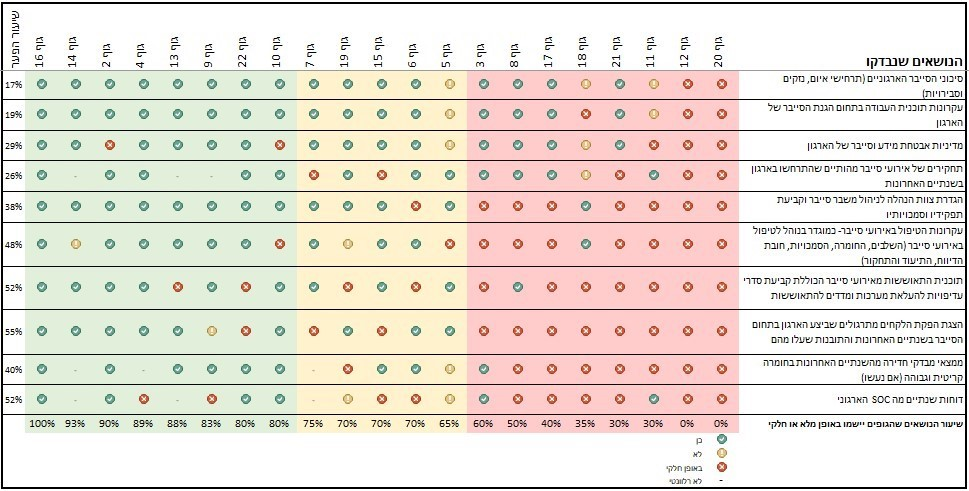 הנושאים שנבדקו
גוף 20
גוף 12
גוף 11
גוף 21
גוף 18
גוף 17
גוף 8
גוף 3
גוף 5
גוף 6
גוף 15
גוף 19
גוף 7
גוף 10
גוף 22
גוף 9
גוף 13
גוף 2
גוף 14
גוף 16
שיעור הפער
סיכוני הסייבר הארגוניים (תרחישי איום, נזקים
וסבירויות)
17%
עקרונות תוכנית העבודה בתחום הגנת הסייבר של
הארגון
19%
מדיניות אבטחת מידע וסייבר של הארגון
29%
תחקירים של אירועי סייבר מהותיים שהתרחשו בארגון
בשנתיים האחרונות
- - - 26%
הגדרת צוות הנהלה לניהול משבר סייבר וקביעת
תפקידיו וסמכויותיו
38%
עקרונות הטיפול באירועי סייבר- כמוגדר בנוהל לטיפול
באירועי סייבר (השלבים, החומרה, הסמכויות, חובת
הדיווח, התיעוד והתחקור)
48%
תוכנית התאוששות מאירועי סייבר הכוללת קביעת סדרי
עדיפויות להעלאת מערכות ומדדים להתאוששות
52%
הצגת הפקת הלקחים מתרגולים שביצע הארגון בתחום
הסייבר בשנתיים האחרונות והתובנות שעלו מהם
55%
ממצאי מבדקי חדירה מהשנתיים האחרונות בחומרה
קריטית וגבוהה (אם נעשו)
- - - 40%
דוחות שנתיים מה SOC הארגוני
- - - 52%
שיעור הנושאים שהגופים יישמו באופן מלא או חלקי
0% 0% 30% 30% 35% 40% 50% 60% 65% 70% 70% 70% 75% 80% 80% 83% 88% 89% 90% 93% 100%
כן
לא
באופן חלקי
- לא רלוונטי